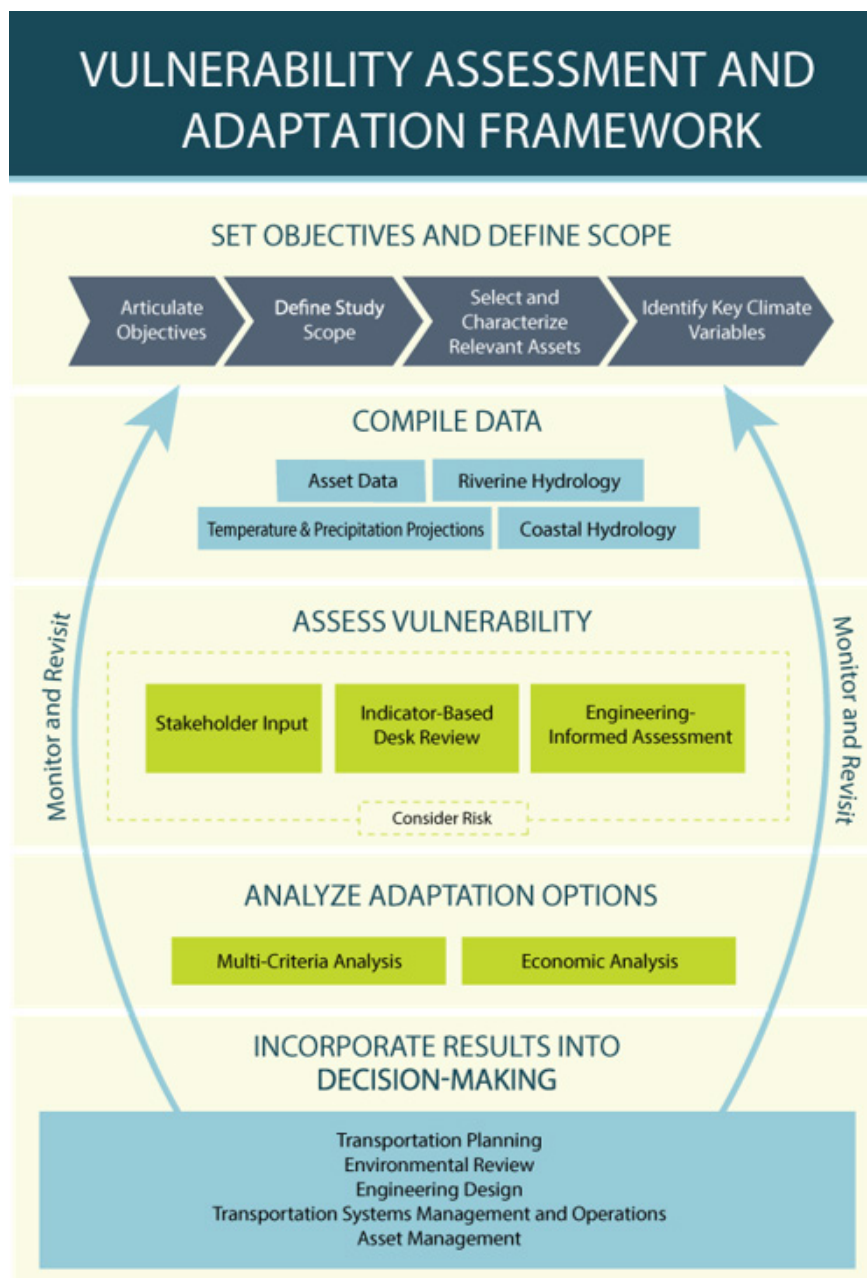 VULNERABILITY ASSESSMENT AND
ADAPTATION FRAMEWORK
SET OBJECTIVES AND DEFINE SCOPE
Articulate
Objectives
Define Study
Scope
Select and
Characterize
Relevant Assets
Identify Key Climate
Variables
COMPILE DATA
Asset Data
Riverine Hydrology
Temperature & Precipitation Projections
Coastal Hydrology
Monitor and Revisit
ASSESS VULNERABILITY
Stakeholder Input
Indicator-Based
Desk Review
Engineering-
Informed Assessment
Consider Risk
Monitor and Revisit
ANALYZE ADAPTATION OPTIONS
Multi-Criteria Analysis
Economic Analysis
INCORPORATE RESULTS INTO
DECISION-MAKING
Transportation Planning
Environmental Review
Engineering Design
Transportation Systems Management and Operations
Asset Management